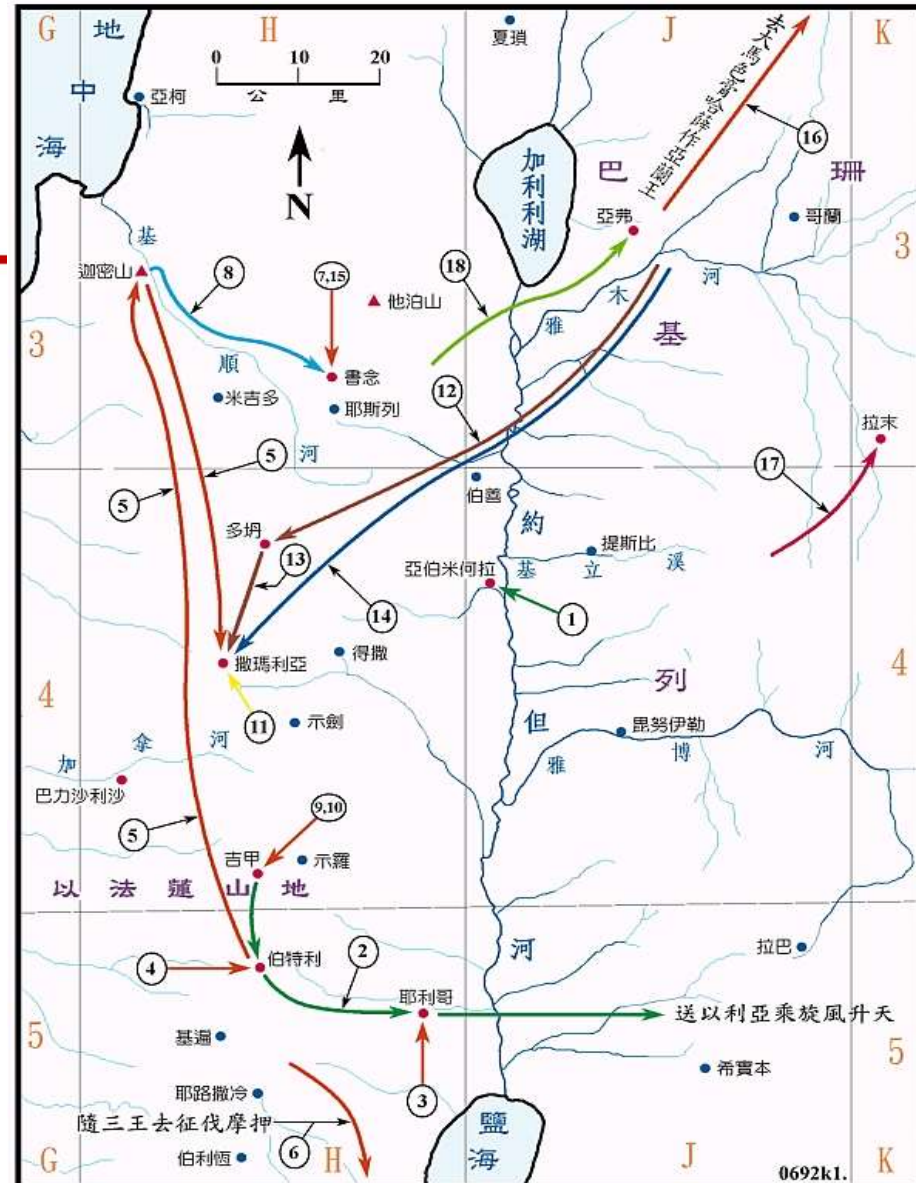 G
地
中
海
H
J
K
0 10 20
公 里
N
夏瑣
亞柯
加利利湖
去大馬色膏哈薛作亞蘭王
16
巴 珊
亞弗
哥蘭
3
基 順 河
迦密山
8
7,15
18
他泊山
雅 木 河
3
書念
米吉多
耶斯列
12
基 列
拉末
5
5
伯善
17
多坍
13
約 但 河
提斯比
亞伯米何拉
基 立 溪
14
1
撒瑪利亞
得撒
4
11
示劍
4
毘努伊勒
雅 博 河
加 拿 河
巴力沙利沙
5
9,10
吉甲
示羅
以 法 蓮 山 地
拉巴
4
伯特利
2
耶利哥
送以利亞乘旋風升天
5
基遍
5
希實本
耶路撒冷
3
隨三王去征伐摩押
6
鹽海
伯利恆
G
H
J
K
0692k1.